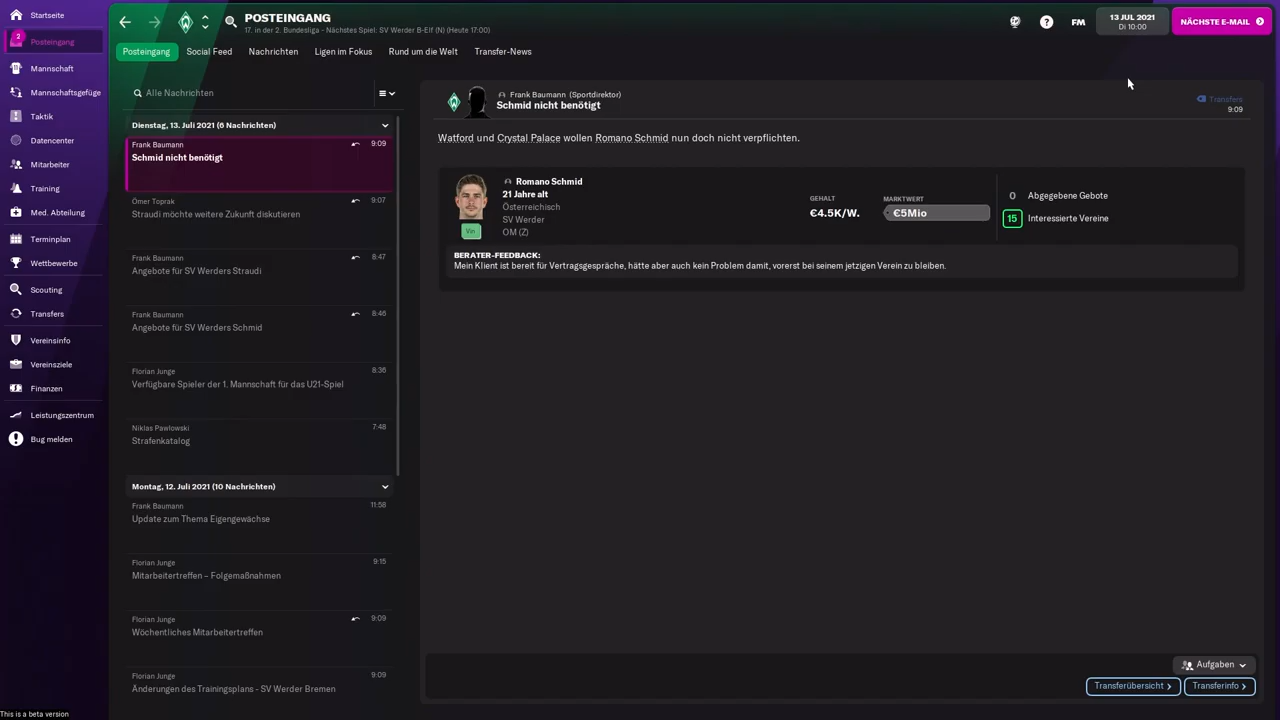 Startseite
2
Posteingang
Mannschaft
Mannschaftsgefüge
Taktik
Datencenter
Mitarbeiter
Training
Med. Abteilung
Terminplan
Wettbewerbe
Scouting
Transfers
Vereinsinfo
Vereinsziele
Finanzen
Leistungszentrum
Bug melden
This is a beta version
POSTEINGANG
17. in der 2. Bundesliga - Nächstes Spiel: SV Werder B-Elf (N) (Heute 17:00)
FM
13 JUL 2021
Di 10:00
NÄCHSTE E-MAIL
Posteingang
Social Feed
Nachrichten
Ligen im Fokus
Rund um die Welt
Transfer-News
Alle Nachrichten
Dienstag, 13. Juli 2021 (6 Nachrichten)
Frank Baumann 9:09
Schmid nicht benötigt
Ömer Toprak 9:07
Straudi möchte weitere Zukunft diskutieren
Frank Baumann 8:47
Angebote für SV Werders Straudi
Frank Baumann 8:46
Angebote für SV Werders Schmid
Florian Junge 8:36
Verfügbare Spieler der 1. Mannschaft für das U21-Spiel
Niklas Pawlowski 7:48
Strafenkatalog
Montag, 12. Juli 2021 (10 Nachrichten)
Frank Baumann 11:58
Update zum Thema Eigengewächse
Florian Junge 9:15
Mitarbeitertreffen – Folgemaßnahmen
Florian Junge 9:09
Wöchentliches Mitarbeitertreffen
Florian Junge 9:09
Änderungen des Trainingsplans - SV Werder Bremen
Frank Baumann (Sportdirektor)
Schmid nicht benötigt
Transfers
9:09
Watford und Crystal Palace wollen Romano Schmid nun doch nicht verpflichten.
Romano Schmid
21 Jahre alt
Österreichisch
SV Werder
OM (Z)
Vin
GEHALT
€4.5K/W.
MARKTWERT
€5Mio
0 Abgegebene Gebote
15 Interessierte Vereine
BERATER-FEEDBACK:
Mein Klient ist bereit für Vertragsgespräche, hätte aber auch kein Problem damit, vorerst bei seinem jetzigen Verein zu bleiben.
Aufgaben
Transferübersicht
Transferinfo